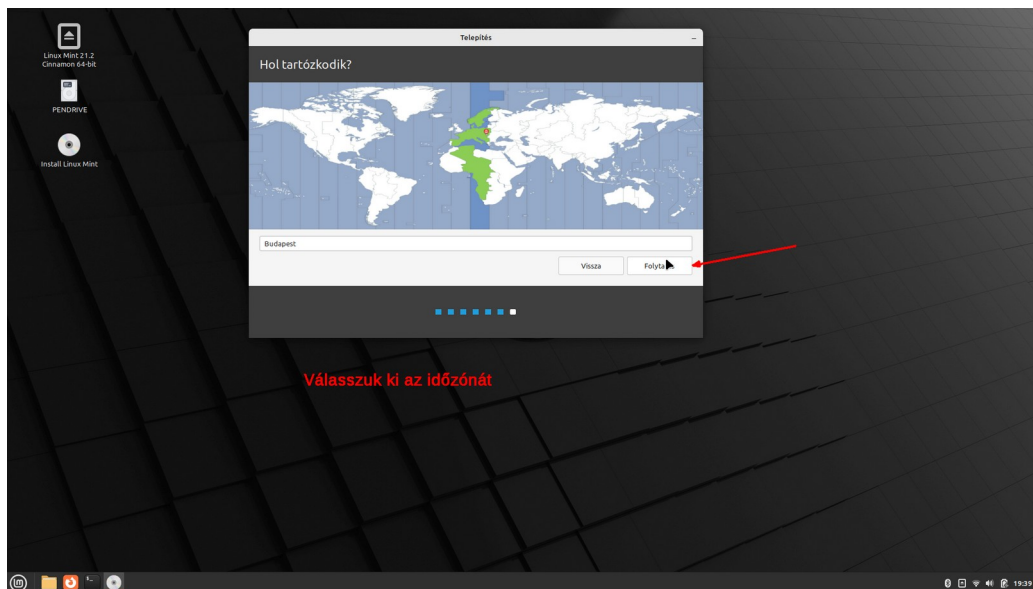 Linux Mint 21.2
Cinnamon 64-bit
PENDRIVE
Install Linux Mint
Telepítés
Hol tartózkodik?
Budapest
Vissza
Válasszuk ki az időzónát
19:39